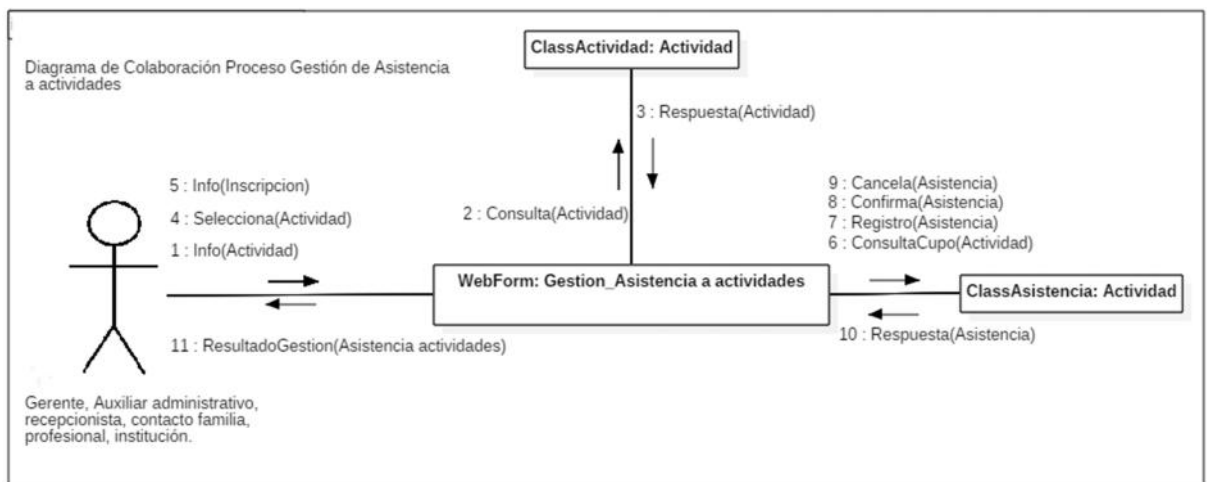 ClassActividad: Actividad
Diagrama de Colaboración Proceso Gestión de Asistencia
a actividades
3 : Respuesta(Actividad)
5 : Info(Inscripcion)
4 : Selecciona(Actividad)
1 : Info(Actividad)
2 : Consulta(Actividad)
9 : Cancela(Asistencia)
8 : Confirma(Asistencia)
7 : Registro(Asistencia)
6 : ConsultaCupo(Actividad)
WebForm: Gestion_Asistencia a actividades
ClassAsistencia: Actividad
11 : ResultadoGestion(Asistencia actividades)
10 : Respuesta(Asistencia)
Gerente, Auxiliar administrativo,
recepcionista, contacto familia,
profesional, institución.